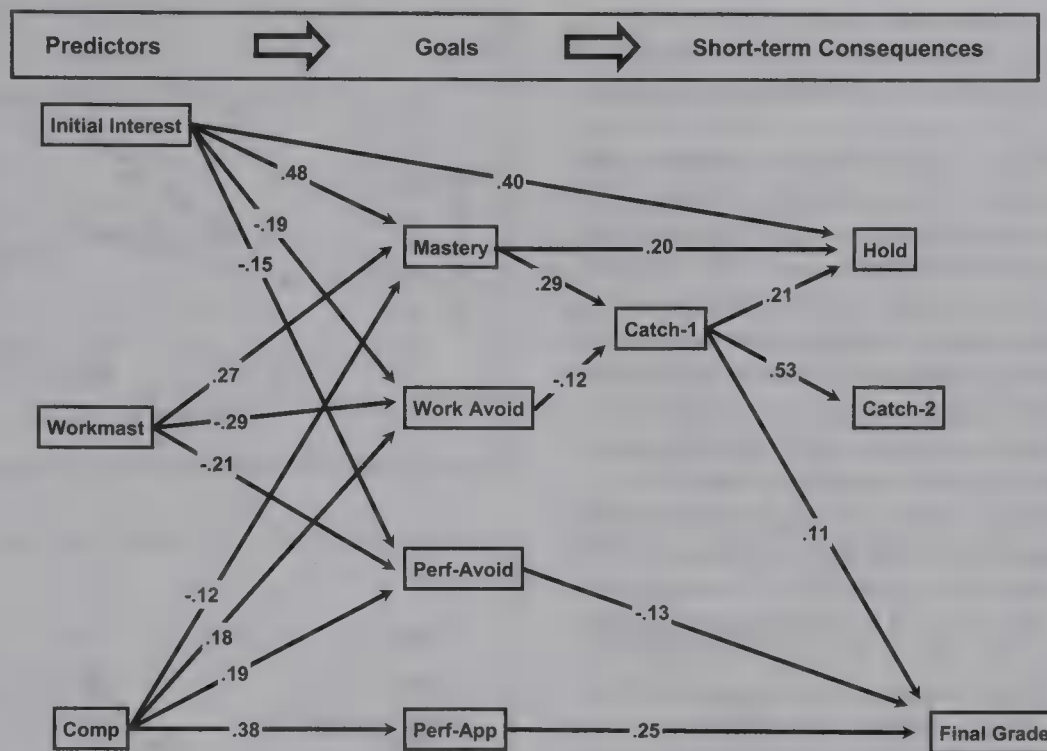 Predictors Goals Short-term Consequences
Initial Interest
.48
.40
-.19
Mastery
.20
Hold
-.15
.29
.21
Catch-1
.27
.53
-.12
Workmast
-.29
Work Avoid
Catch-2
-.21
.11
Perf-Avoid
-.12
-.13
.18
.19
Comp
.38
Perf-App
.25
Final Grade